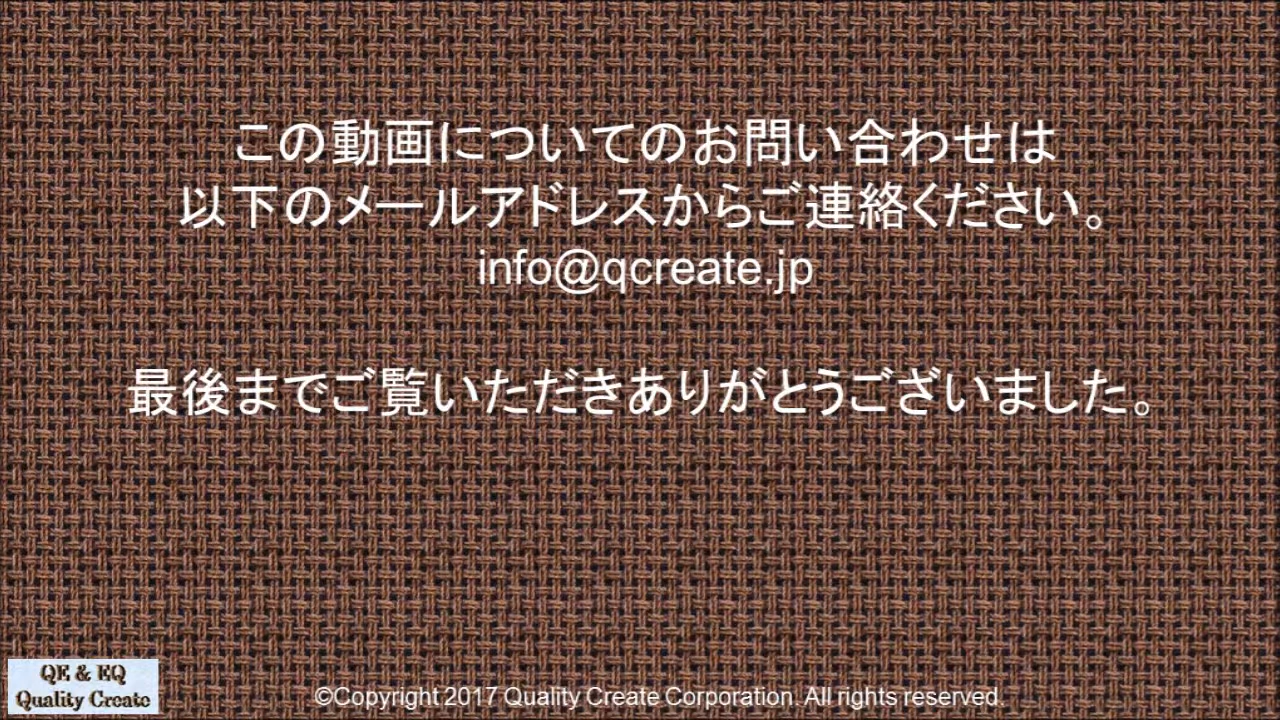 この動画についてのお問い合わせは
以下のメールアドレスからご連絡ください。
info@qcreate.jp
最後までご覧いただきありがとうございました。
QE & EQ
Quality Create
©Copyright 2017 Quality Create Corporation. All rights reserved.